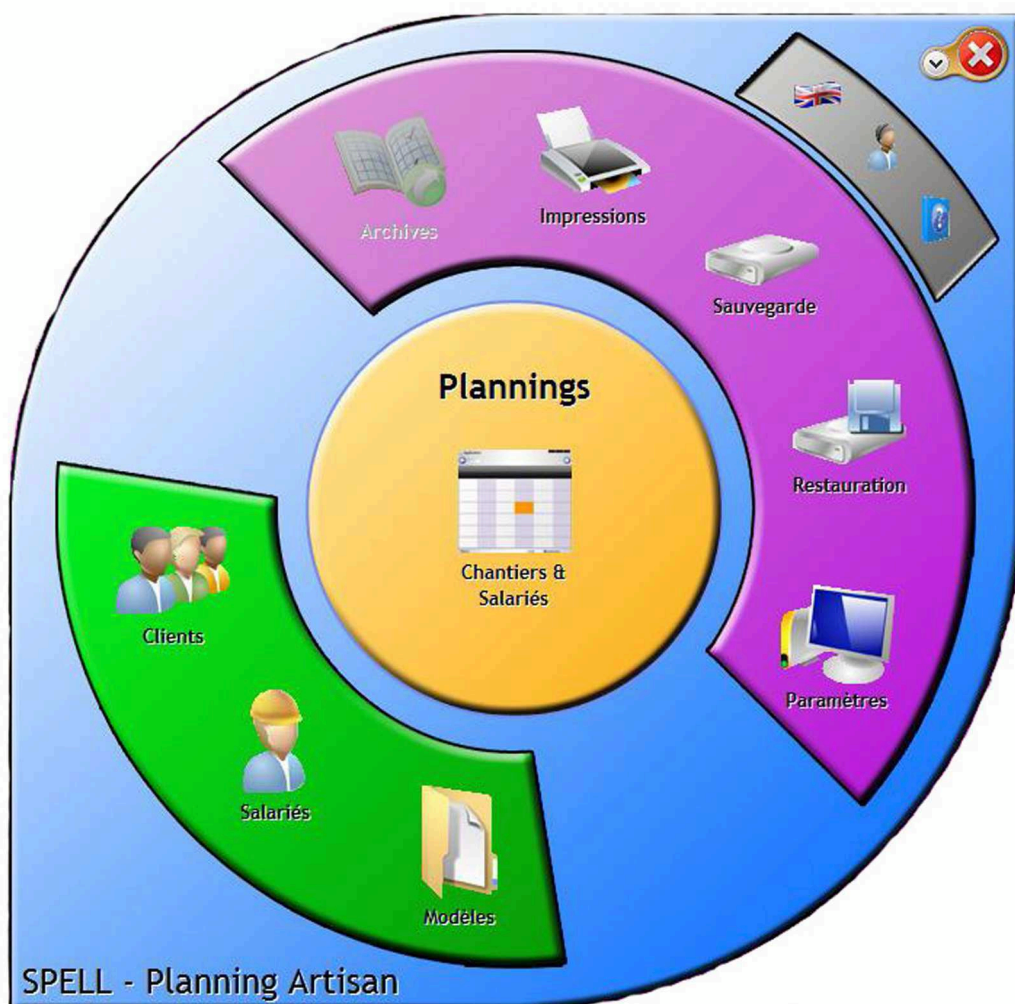 Archives
Impressions
Sauvegarde
Restauration
Paramètres
Plannings
Chantiers &
Salariés
Clients
Salariés
Modèles
SPELL - Planning Artisan